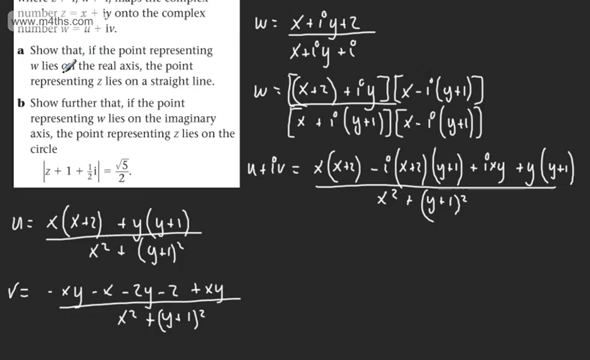 number z = x + iy onto the complex
number w = u + iv.
a Show that, if the point representing
w lies on the real axis, the point
representing z lies on a straight line.
b Show further that, if the point
representing w lies on the imaginary
axis, the point representing z lies on the
circle
|z + 1 + ½i| = √5/2.
www.m4ths.com
w = (x+iy+2)/(x+iy+i)
w = [(x+2) + iy][x-i(y+1)] / [x + i(y+1)][x-i(y+1)]
u+iv = (x(x+2) - i(x+2)(y+1) + ixy + y(y+1))/(x² + (y+1)²)
u = (x(x+2) + y(y+1))/(x² + (y+1)²)
v = (-xy - x - 2y - 2 + xy)/(x² + (y+1)²)